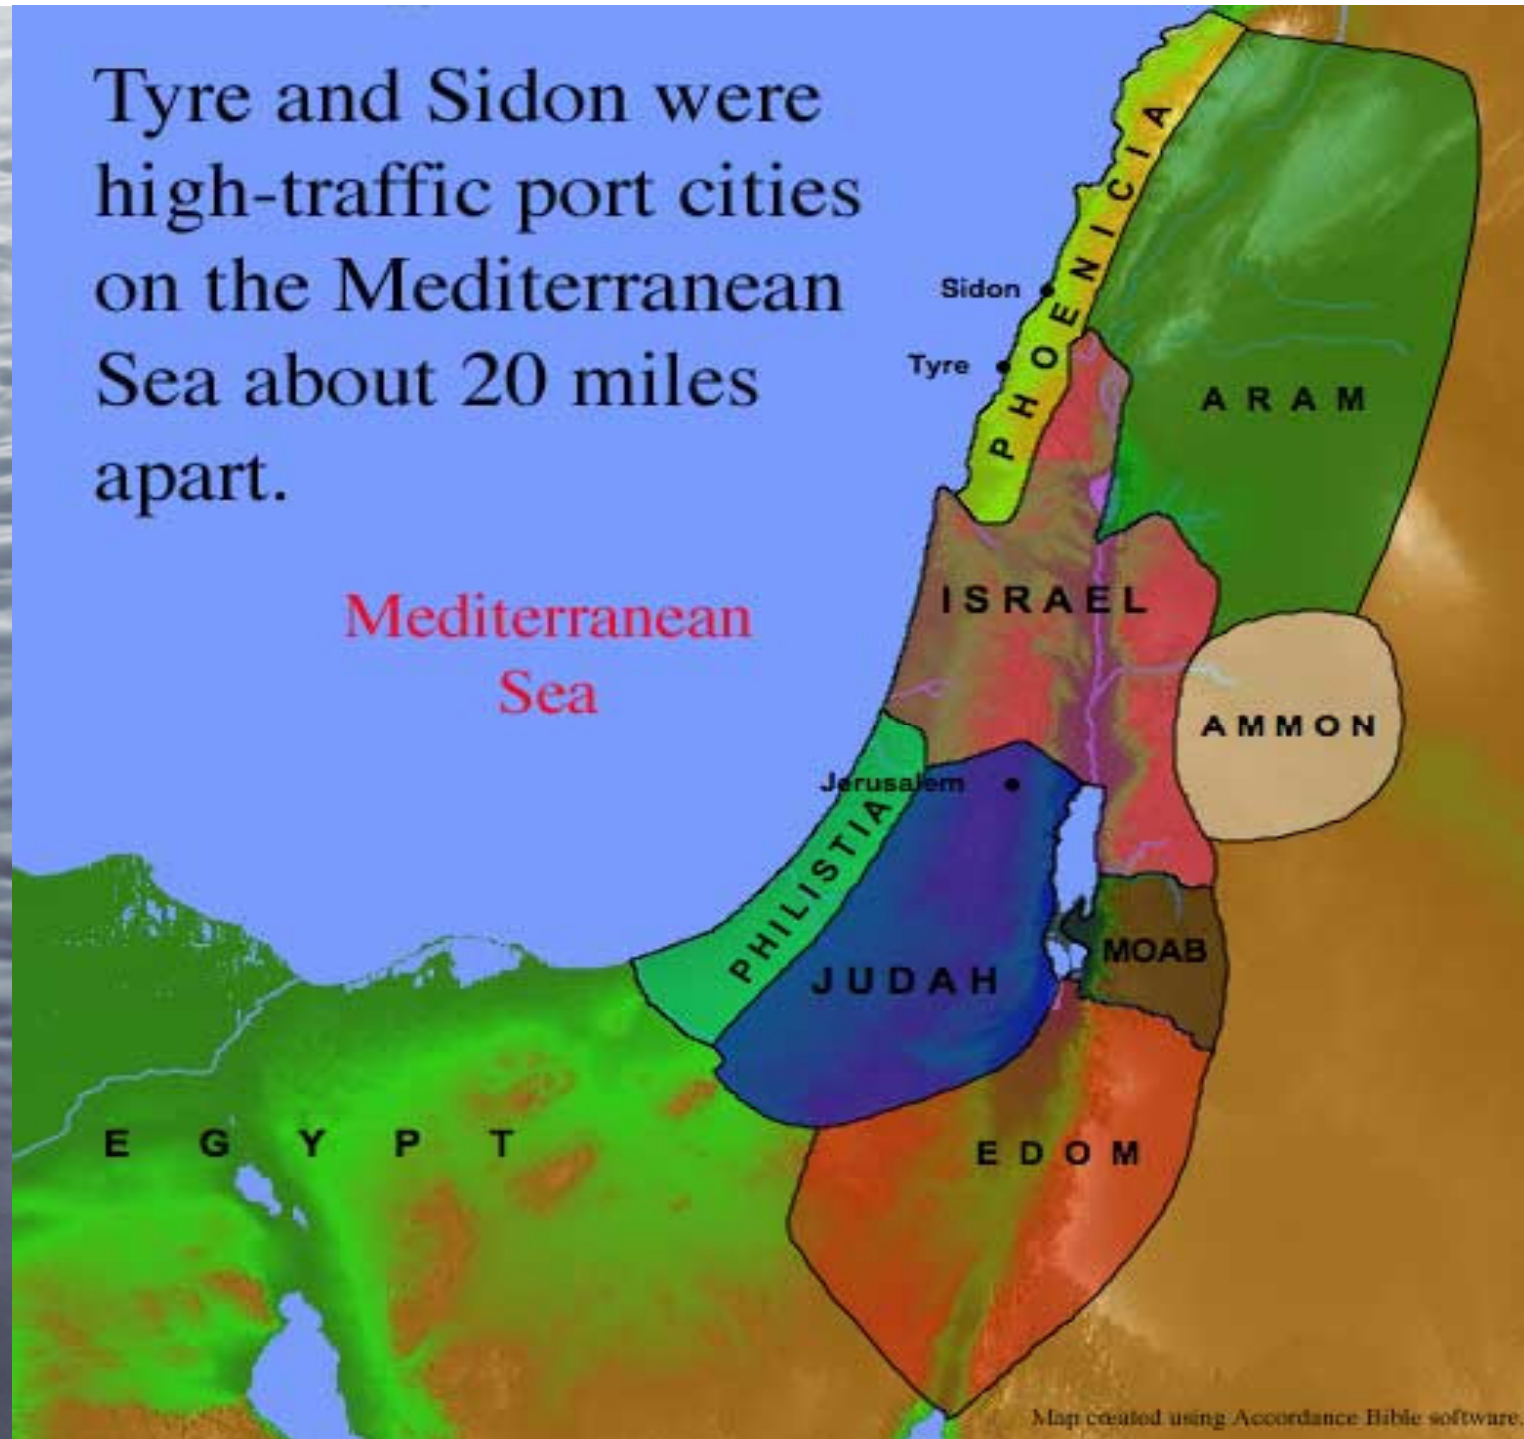 Tyre and Sidon were
high-traffic port cities
on the Mediterranean
Sea about 20 miles
apart.
PHOENICIA
Sidon
Tyre
ARAM
Mediterranean
Sea
ISRAEL
AMMON
Jerusalem
PHILISTIA
MOAB
JUDAH
EGYPT
EDOM
Map created using Accordance Bible software.